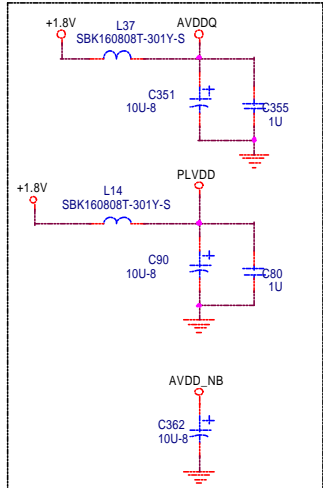 +1.8V
L37
AVDDQ
SBK160808T-301Y-S
C351
10U-8
C355
1U
+1.8V
L14
PLVDD
SBK160808T-301Y-S
C90
10U-8
C80
1U
AVDD_NB
C362
10U-8